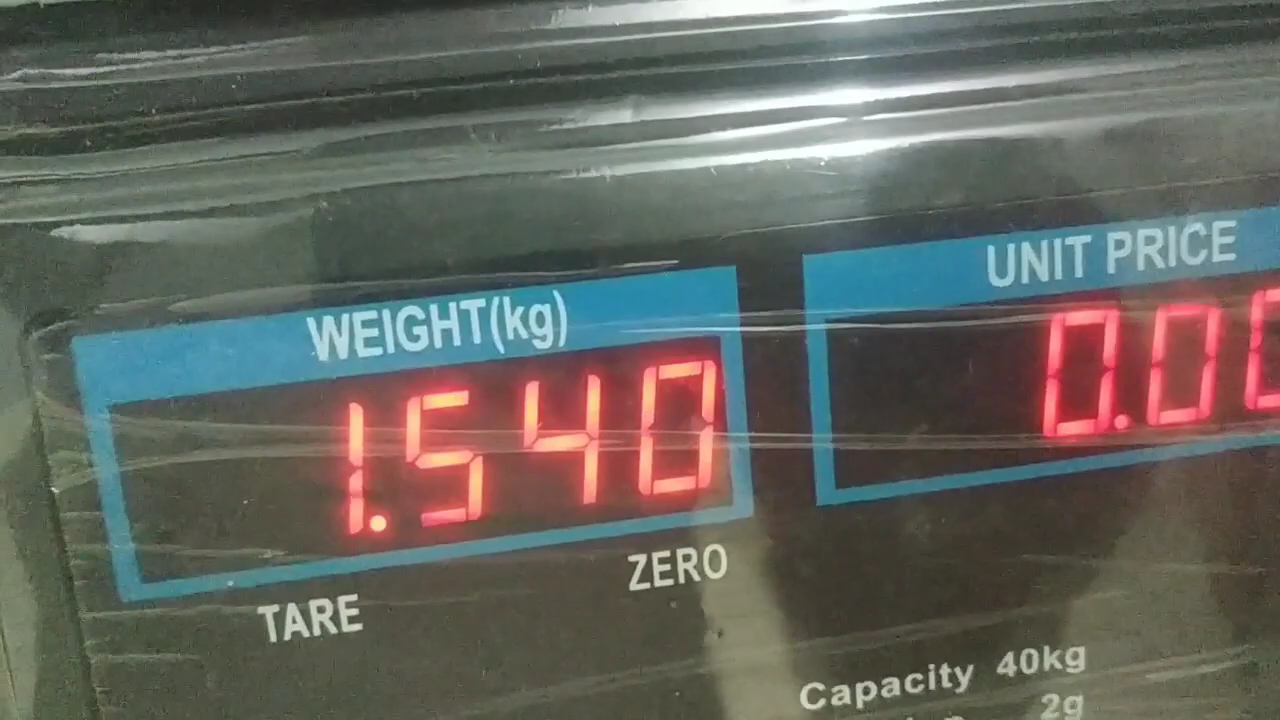 WEIGHT(kg)
UNIT PRICE
1.540
0.0
TARE
ZERO
Capacity 40kg
2g